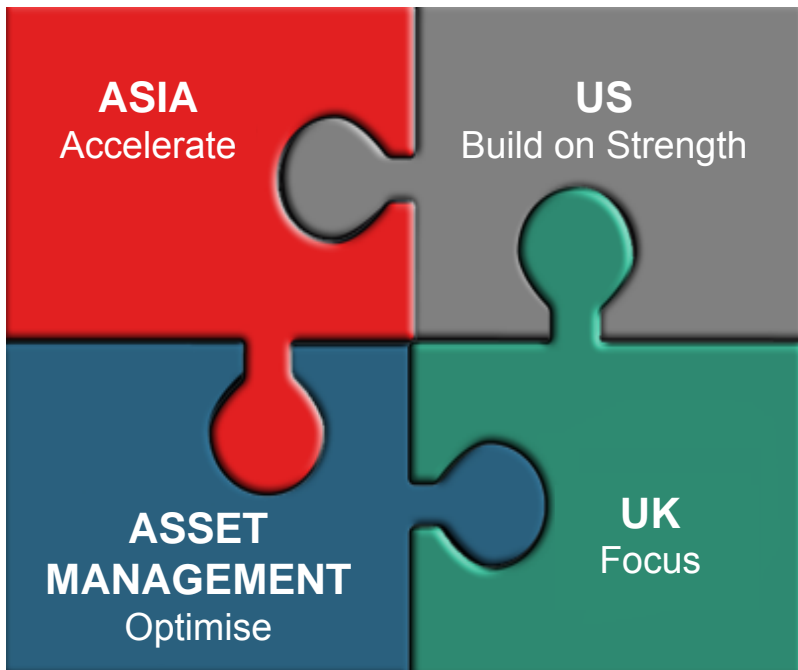 ASIA
Accelerate
US
Build on Strength
ASSET
MANAGEMENT
Optimise
UK
Focus